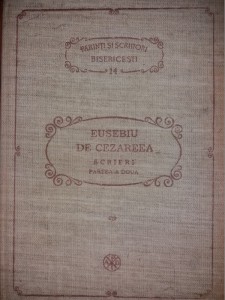 PĂRINȚI ȘI SCRIITORI
BISERICEȘTI
14
EUSEBIU
DE CEZAREEA
SCRIERI
PARTEA A DOUA